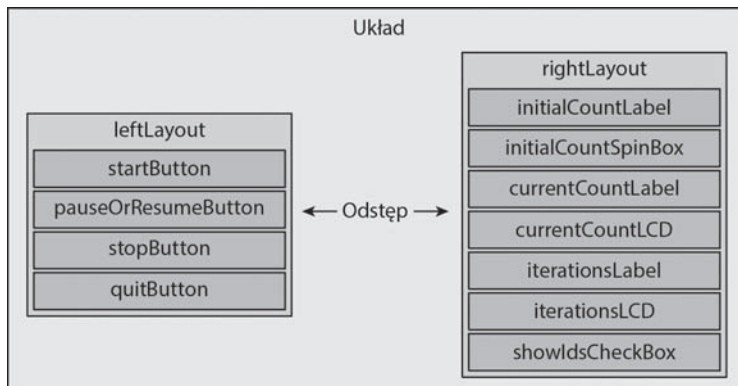 Układ
leftLayout
startButton
pauseOrResumeButton
stopButton
quitButton
Odstęp
rightLayout
initialCountLabel
initialCountSpinBox
currentCountLabel
currentCountLCD
iterationsLabel
iterationsLCD
showIdsCheckBox